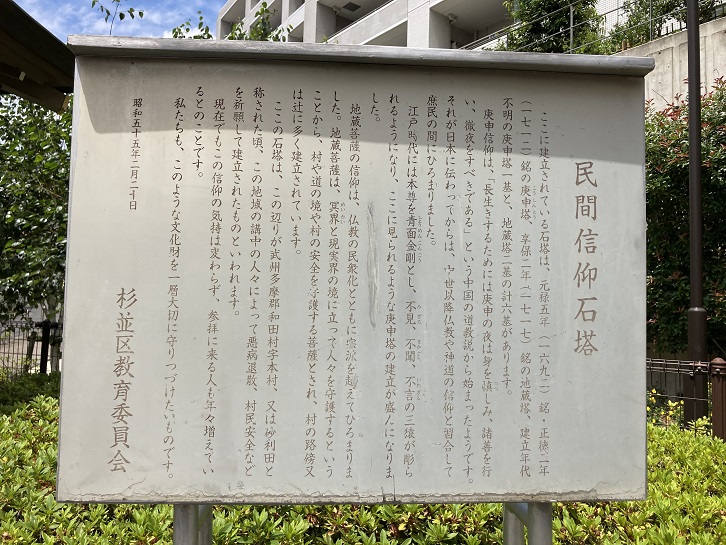 民間信仰石塔
ここに建立されている石塔は、元禄五年(一六九二)銘・正徳二年
(一七一二)銘の庚申塔、享保二年(一七一七)銘の地蔵塔、建立年代
不明の庚申塔一基と、地蔵塔二基の計六基があります。
庚申信仰は、「長生きするためには庚申の夜は身を慎しみ、諸善を行
い、徹夜をすべきである」という中国の道教説から始まったようです。
それが日本に伝わってからは、中世以降仏教や神道の信仰と習合して
庶民の間にひろまりました。
江戸時代には本尊を青面金剛とし、不見、不聞、不言の三猿が彫ら
れるようになり、ここに見られるような庚申塔の建立が盛んになりま
した。
地蔵菩薩の信仰は、仏教の民衆化とともに宗派を越えてひろまりま
した。地蔵菩薩は、冥界と現実界の境に立って人々を守護するという
ことから、村や道の境や村の安全を守護する菩薩とされ、村の路傍又
は辻に多く建立されています。
ここの石塔は、この辺りが武州多摩郡和田村字本村、又は砂利田と
称された頃、この地域の講中の人々によって悪病退散、村民安全など
を祈願して建立されたものといわれます。
現在でもこの信仰の気持は変わらず、参拝に来る人も年々増えてい
るとのことです。
私たちも、このような文化財を一層大切に守りつづけたいものです。
昭和五十五年二月二十日
杉並区教育委員会